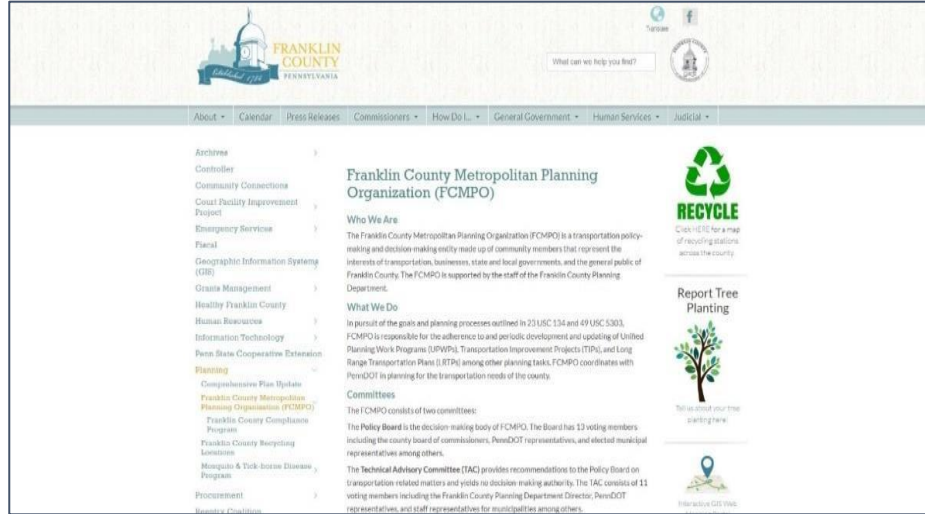 FRANKLIN
COUNTY
PENNSYLVANIA
Established 1784
Translate
What can we help you find?
About
Calendar
Press Releases
Commissioners
How Do I...
General Government
Human Services
Judicial
Archives
Controller
Community Connections
Court Facility Improvement
Project
Emergency Services
Fiscal
Geographic Information Systems
(GIS)
Grants Management
Healthy Franklin County
Human Resources
Information Technology
Penn State Cooperative Extension
Planning
Comprehensive Plan Update
Franklin County Metropolitan
Planning Organization (FCMPO)
Franklin County Compliance
Program
Franklin County Recycling
Locations
Mosquito & Tick-borne Disease
Program
Procurement
Reentry Coalition
Franklin County Metropolitan Planning
Organization (FCMPO)
Who We Are
The Franklin County Metropolitan Planning Organization (FCMPO) is a transportation policy-
making and decision-making entity made up of community members that represent the
interests of transportation, businesses, state and local governments, and the general public of
Franklin County. The FCMPO is supported by the staff of the Franklin County Planning
Department.
What We Do
In pursuit of the goals and planning processes outlined in 23 USC 134 and 49 USC 5303,
FCMPO is responsible for the adherence to and periodic development and updating of Unified
Planning Work Programs (UPWPs), Transportation Improvement Projects (TIPs), and Long
Range Transportation Plans (LRTPs) among other planning tasks. FCMPO coordinates with
PennDOT in planning for the transportation needs of the county.
Committees
The FCMPO consists of two committees:
The Policy Board is the decision-making body of FCMPO. The Board has 13 voting members
including the county board of commissioners, PennDOT representatives, and elected municipal
representatives among others.
The Technical Advisory Committee (TAC) provides recommendations to the Policy Board on
transportation-related matters and yields no decision-making authority. The TAC consists of 11
voting members including the Franklin County Planning Department Director, PennDOT
representatives, and staff representatives for municipalities among others.
RECYCLE
Click HERE for a map
of recycling stations
across the county
Report Tree
Planting
Tell us about your tree
planting here!
Interactive GIS Web